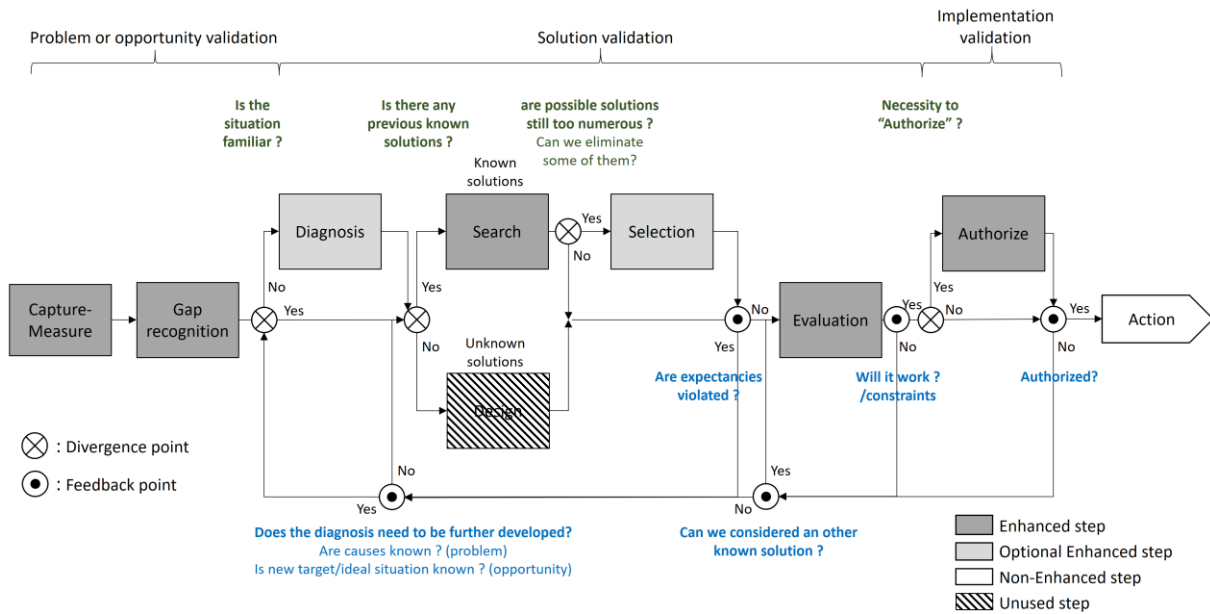 Problem or opportunity validation
Solution validation
Implementation
validation
Is the
situation
familiar ?
Is there any
previous known
solutions ?
are possible solutions
still too numerous ?
Can we eliminate
some of them?
Necessity to
“Authorize” ?
Known
solutions
Diagnosis
Search
Yes
Selection
No
Authorize
No
Yes
Yes
Capture-
Measure
Gap
recognition
Yes
No
Unknown
solutions
Design
No
Yes
Evaluation
Yes
No
No
Yes
No
Action
Are expectancies
violated ?
Will it work ?
/constraints
Authorized?
: Divergence point
: Feedback point
No
Yes
Yes
No
Does the diagnosis need to be further developed?
Are causes known ? (problem)
Is new target/ideal situation known ? (opportunity)
Can we considered an other
known solution ?
Enhanced step
Optional Enhanced step
Non-Enhanced step
Unused step